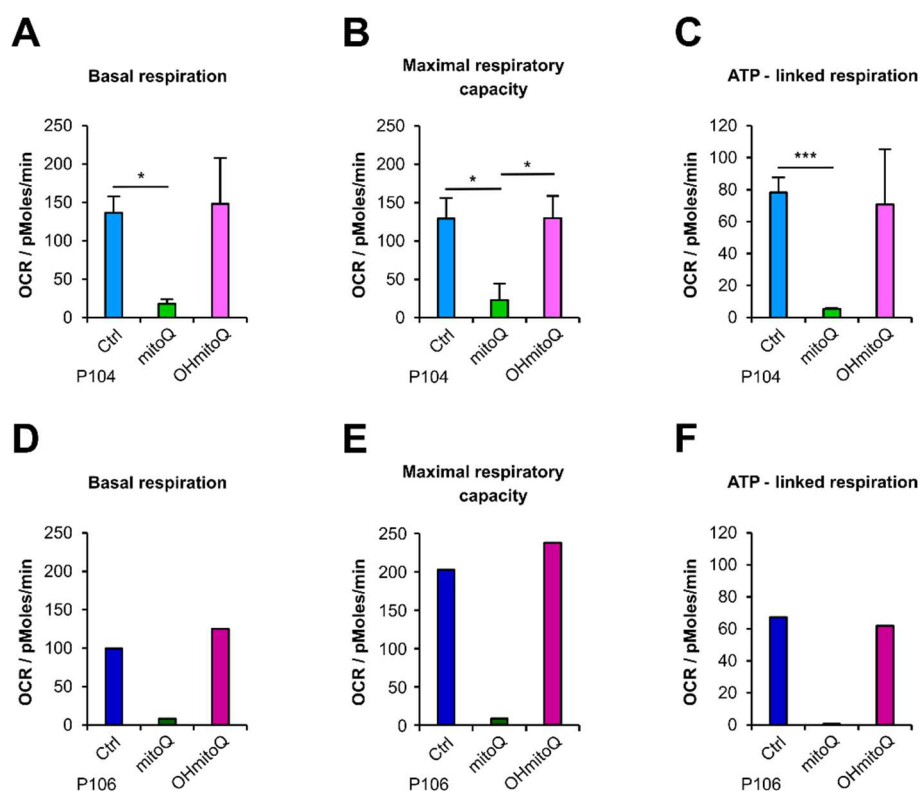 A
Basal respiration
OCR / pMoles/min
250
200
150
100
50
0
*
Ctrl
mitoQ
OHmitoQ
P104
B
Maximal respiratory
capacity
OCR / pMoles/min
250
200
150
100
50
0
*
*
Ctrl
mitoQ
OHmitoQ
P104
C
ATP - linked respiration
OCR / pMoles/min
120
100
80
60
40
20
0
***
Ctrl
mitoQ
OHmitoQ
P104
D
Basal respiration
OCR / pMoles/min
250
200
150
100
50
0
Ctrl
mitoQ
OHmitoQ
P106
E
Maximal respiratory
capacity
OCR / pMoles/min
250
200
150
100
50
0
Ctrl
mitoQ
OHmitoQ
P106
F
ATP - linked respiration
OCR / pMoles/min
120
100
80
60
40
20
0
Ctrl
mitoQ
OHmitoQ
P106